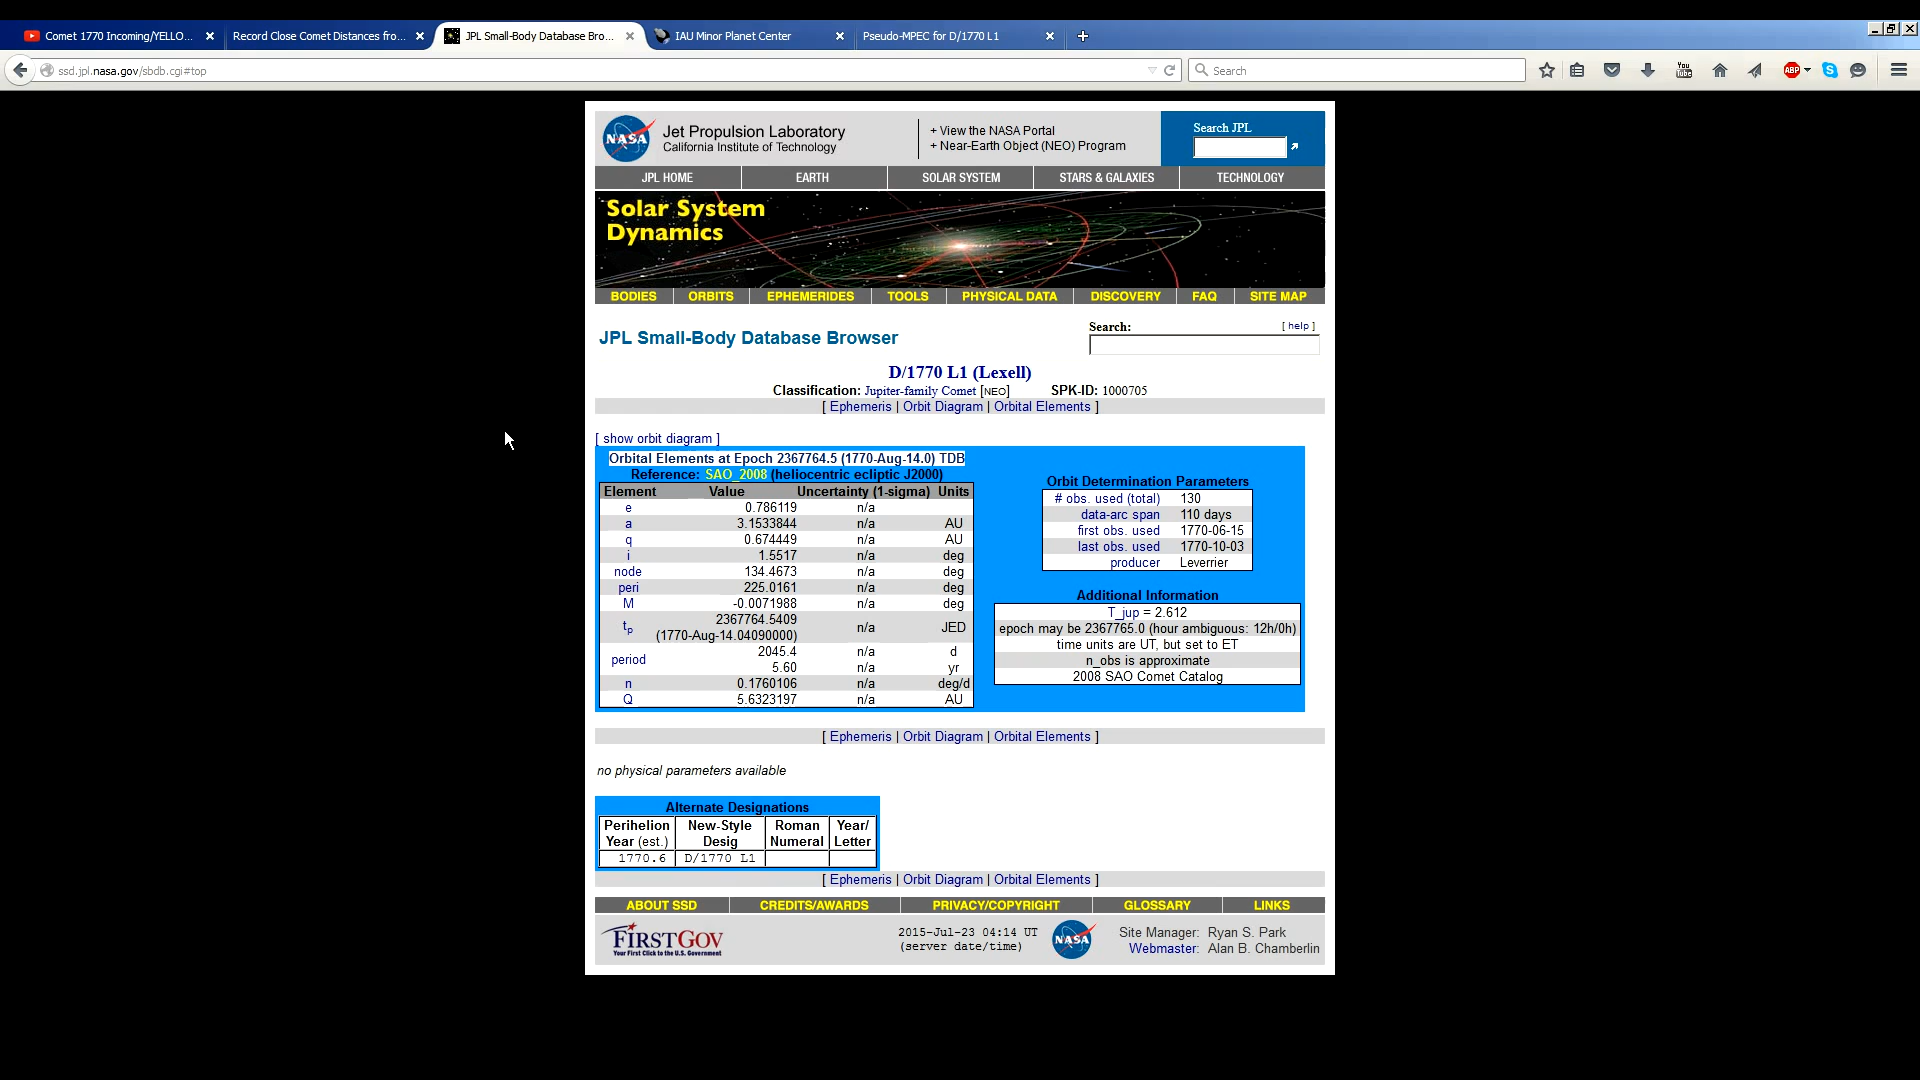 Comet 1770 Incoming/YELLO...
Record Close Comet Distances fro...
JPL Small-Body Database Bro...
IAU Minor Planet Center
Pseudo-MPEC for D/1770 L1
ssd.jpl.nasa.gov/sbdb.cgi#top
Search
You Tube
ABP
NASA
Jet Propulsion Laboratory
California Institute of Technology
+ View the NASA Portal
+ Near-Earth Object (NEO) Program
Search JPL
JPL HOME EARTH SOLAR SYSTEM STARS & GALAXIES TECHNOLOGY
Solar System
Dynamics
BODIES ORBITS EPHEMERIDES TOOLS PHYSICAL DATA DISCOVERY FAQ SITE MAP
JPL Small-Body Database Browser
Search: [ help ]
D/1770 L1 (Lexell)
Classification: Jupiter-family Comet [NEO] SPK-ID: 1000705
[ Ephemeris | Orbit Diagram | Orbital Elements ]
[ show orbit diagram ]
Orbital Elements at Epoch 2367764.5 (1770-Aug-14.0) TDB
Reference: SAO_2008 (heliocentric ecliptic J2000)
Element Value Uncertainty (1-sigma) Units
e 0.786119 n/a
a 3.1533844 n/a AU
q 0.674449 n/a AU
i 1.5517 n/a deg
node 134.4673 n/a deg
peri 225.0161 n/a deg
M -0.0071988 n/a deg
tp 2367764.5409 n/a JED
(1770-Aug-14.04090000)
period 2045.4 n/a d
5.60 n/a yr
n 0.1760106 n/a deg/d
Q 5.6323197 n/a AU
Orbit Determination Parameters
# obs. used (total) 130
data-arc span 110 days
first obs. used 1770-06-15
last obs. used 1770-10-03
producer Leverrier
Additional Information
T_jup = 2.612
epoch may be 2367765.0 (hour ambiguous: 12h/0h)
time units are UT, but set to ET
n_obs is approximate
2008 SAO Comet Catalog
[ Ephemeris | Orbit Diagram | Orbital Elements ]
no physical parameters available
Alternate Designations
Perihelion New-Style Roman Year/
Year (est.) Desig Numeral Letter
1770.6 D/1770 L1
[ Ephemeris | Orbit Diagram | Orbital Elements ]
ABOUT SSD CREDITS/AWARDS PRIVACY/COPYRIGHT GLOSSARY LINKS
FIRSTGOV
Your First Click to the U.S. Government
2015-Jul-23 04:14 UT
(server date/time)
NASA
Site Manager: Ryan S. Park
Webmaster: Alan B. Chamberlin